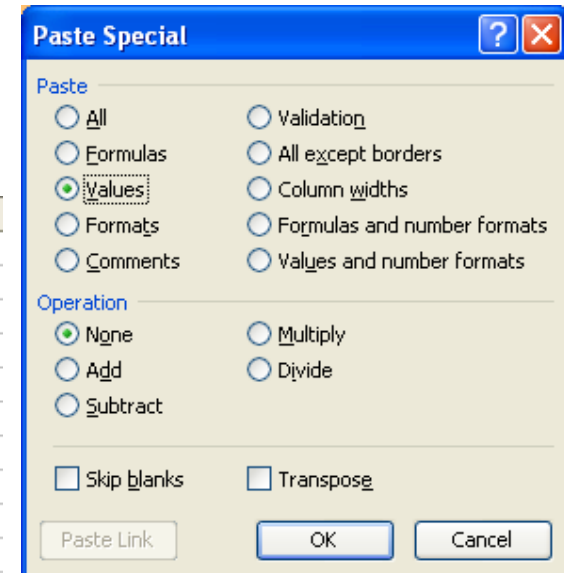 Paste Special
?
Paste
All
Validation
Formulas
All except borders
Values
Column widths
Formats
Formulas and number formats
Comments
Values and number formats
Operation
None
Multiply
Add
Divide
Subtract
Skip blanks
Transpose
Paste Link
OK
Cancel